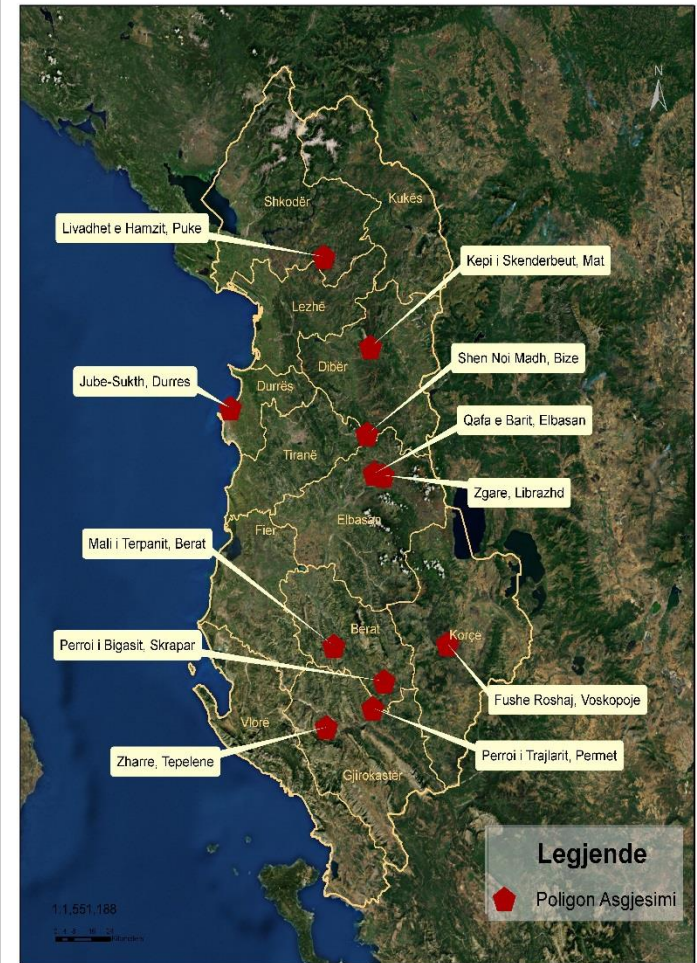 N
Shkodër
Kukës
Livadhet e Hamzit, Puke
Kepi i Skenderbeut, Mat
Lezhë
Shen Noi Madh, Bize
Dibër
Jube-Sukth, Durres
Durrës
Qafa e Barit, Elbasan
Tiranë
Zgare, Librazhd
Elbasan
Fier
Mali i Terpanit, Berat
Berat
Korçë
Perroi i Bigasit, Skrapar
Fushe Roshaj, Voskopoje
Vlorë
Zharre, Tepelene
Perroi i Trajlarit, Permet
Gjirokastër
Legjende
Poligon Asgjesimi
1:1,551,188